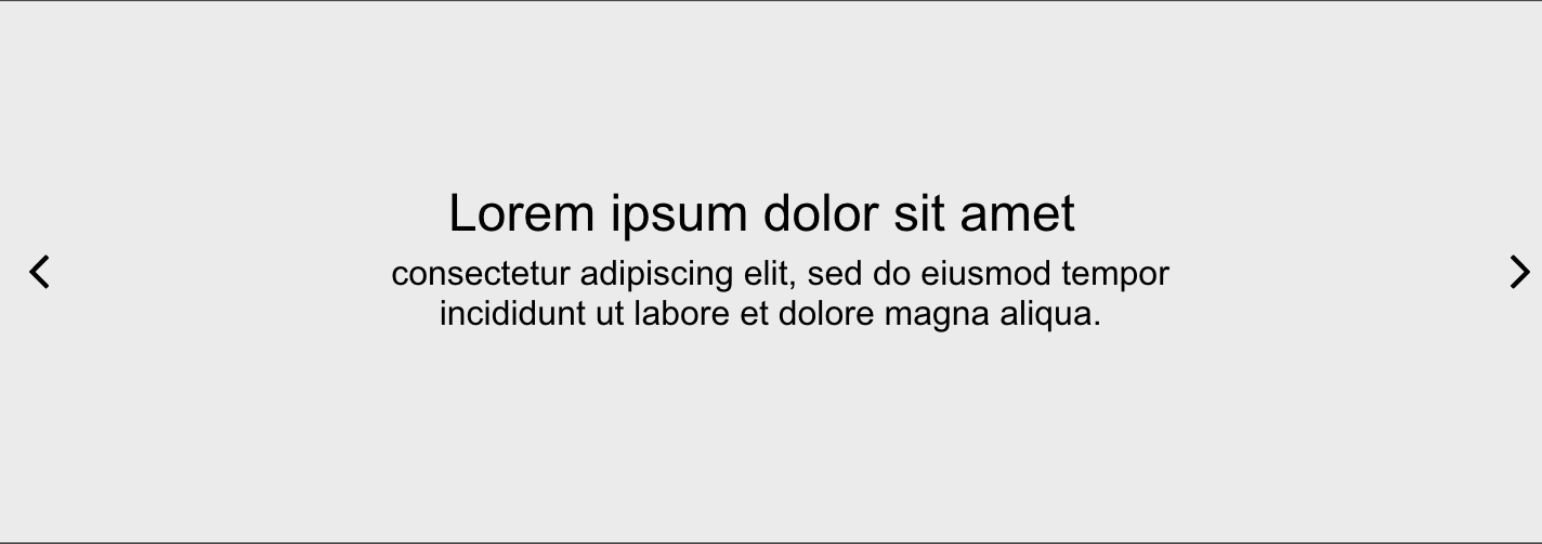 Lorem ipsum dolor sit amet
consectetur adipiscing elit, sed do eiusmod tempor
incididunt ut labore et dolore magna aliqua.